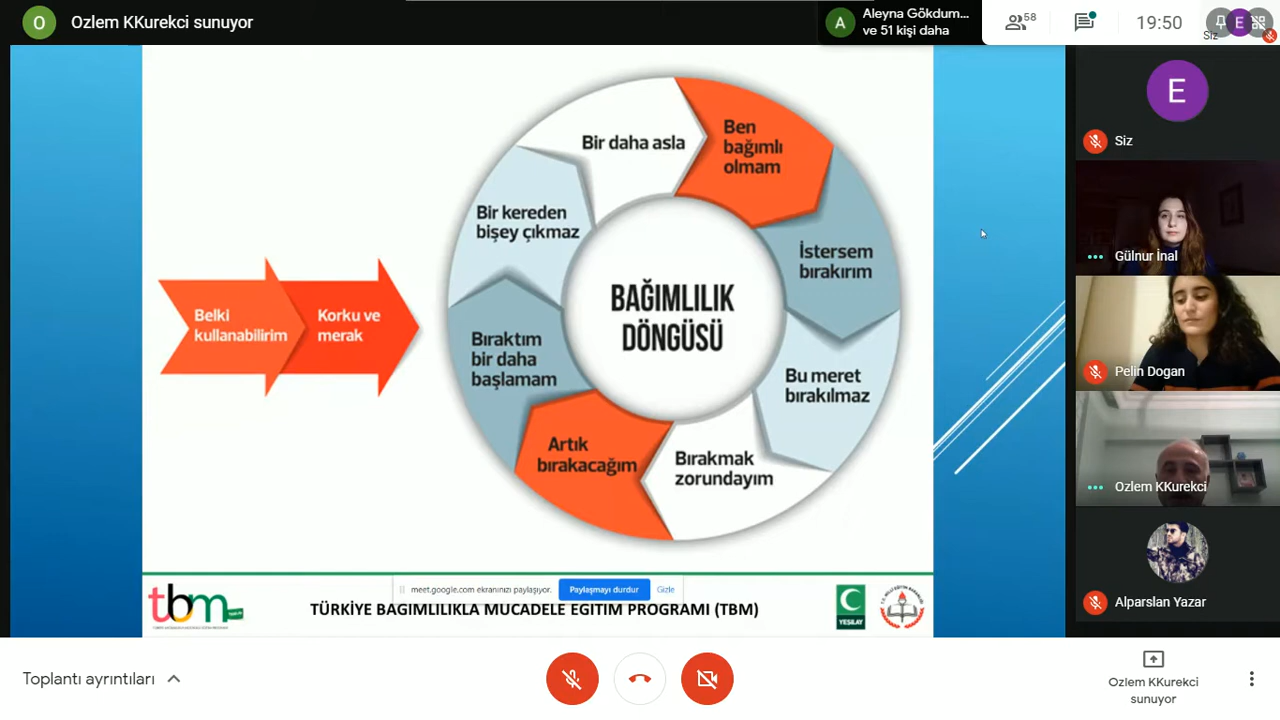 O
Ozlem KKurekci sunuyor
A
Aleyna Gökdum...
ve 51 kişi daha
58
19:50
E
Siz
E
Siz
Gülnur İnal
Pelin Dogan
Ozlem KKurekci
Alparslan Yazar
Belki
kullanabilirim
Korku ve
merak
BAĞIMLILIK
DÖNGÜSÜ
Ben
bağımlı
olmam
İstersem
bırakırım
Bu meret
bırakılmaz
Bırakmak
zorundayım
Artık
bırakacağım
Bıraktım
bir daha
başlamam
Bir kereden
bişey çıkmaz
Bir daha asla
tbm
meet.google.com ekranınızı paylaşıyor.
Paylaşmayı durdur
Gizle
TÜRKİYE BAGIMLILIKLA MUCADELE EGITIM PROGRAMI (TBM)
YEŞİLAY
Toplantı ayrıntıları
Ozlem KKurekci
sunuyor